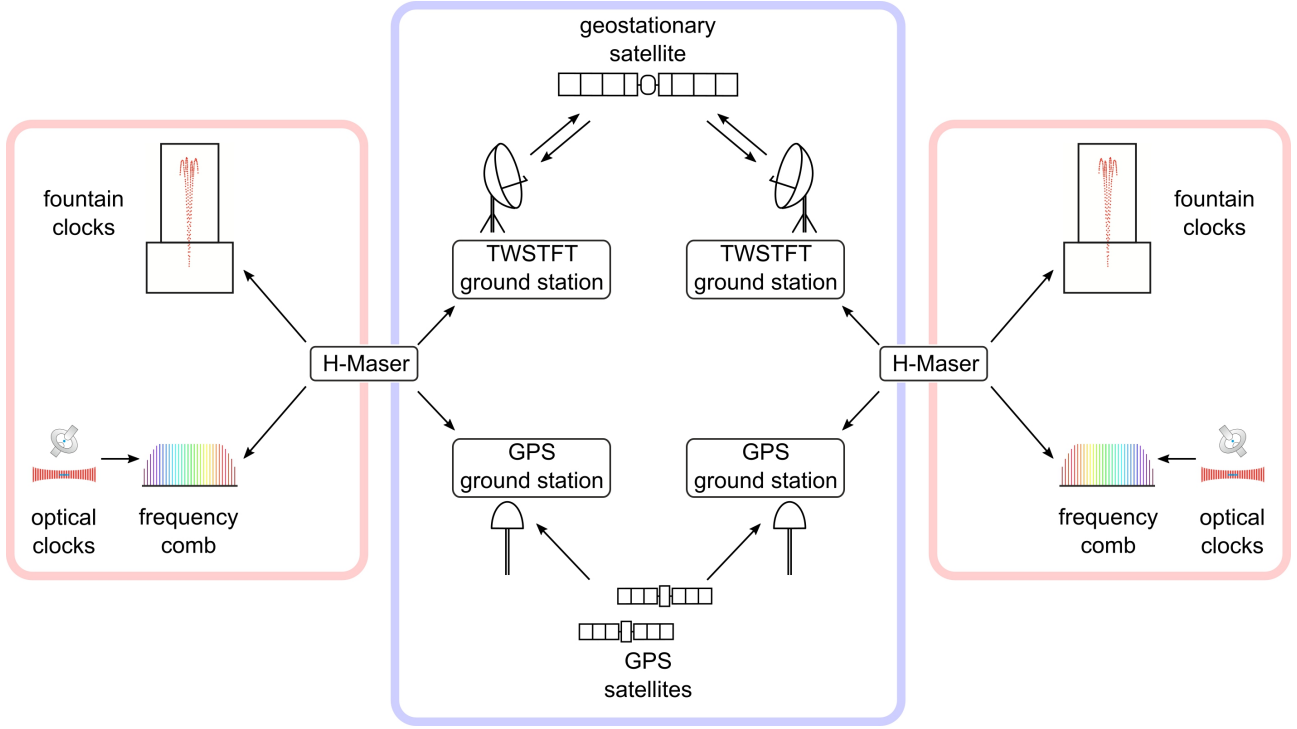 geostationary
satellite
fountain
clocks
fountain
clocks
TWSTFT
ground station
TWSTFT
ground station
H-Maser
H-Maser
GPS
ground station
GPS
ground station
optical
clocks
frequency
comb
frequency
comb
optical
clocks
GPS
satellites